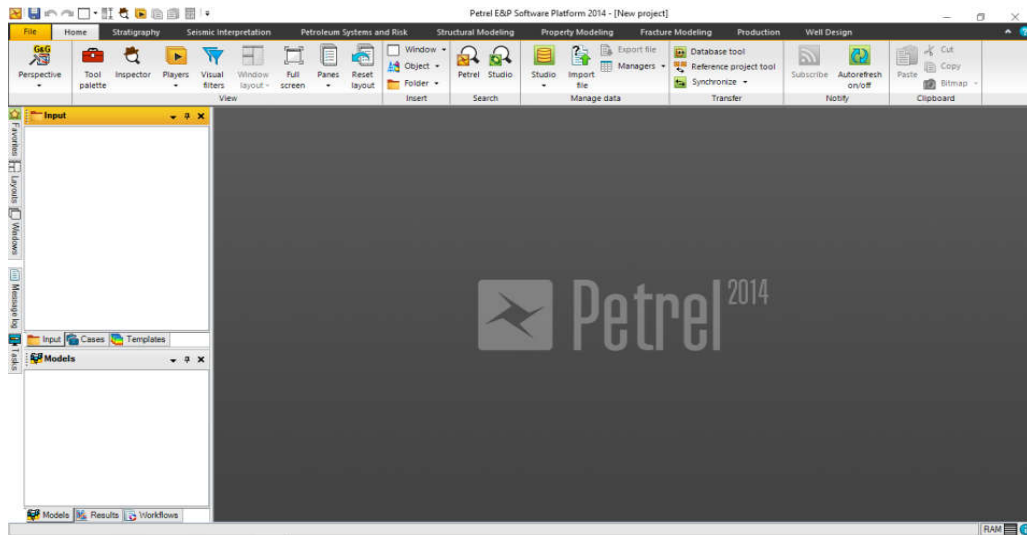 Petrel E&P Software Platform 2014 - [New project]
File Home Stratigraphy Seismic Interpretation Petroleum Systems and Risk Structural Modeling Property Modeling Fracture Modeling Production Well Design
G&G
Perspective
Tool palette
Inspector
Players
Visual filters
Window layout
Full screen
Panes
Reset layout
View
Window
Object
Folder
Insert
Petrel
Studio
Search
Studio
Import file
Export file
Managers
Manage data
Database tool
Reference project tool
Synchronize
Transfer
Subscribe
Autorefresh on/off
Notify
Paste
Cut
Copy
Bitmap
Clipboard
Favorites
Layouts
Windows
Message log
Tasks
Input
Input Cases Templates
Models
Models Results Workflows
Petrel 2014
RAM